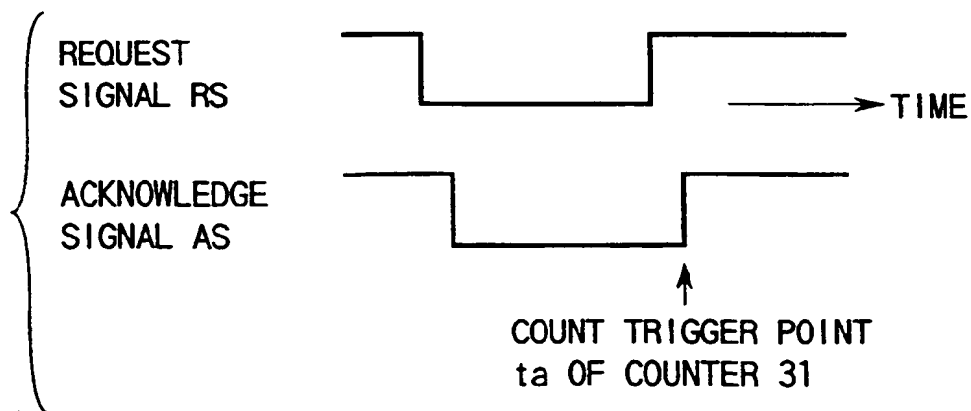 REQUEST
SIGNAL RS
TIME
ACKNOWLEDGE
SIGNAL AS
COUNT TRIGGER POINT
ta OF COUNTER 31